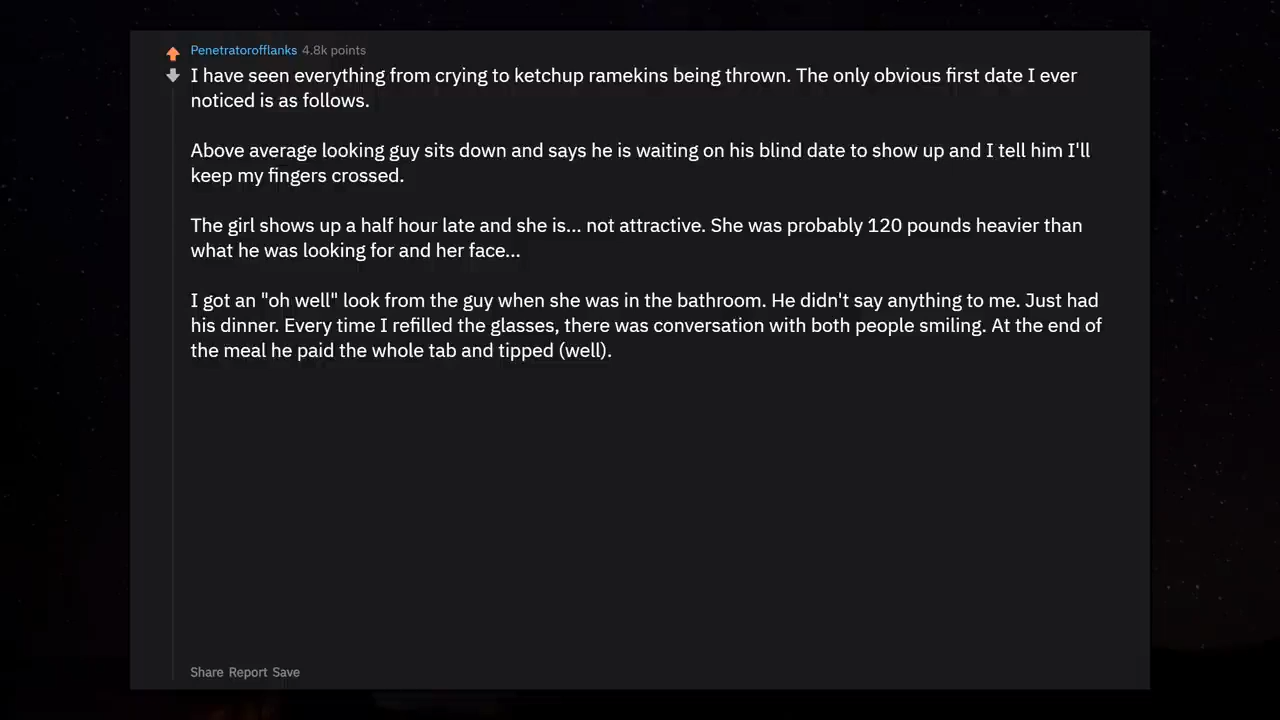 Penetratorofflanks 4.8k points
I have seen everything from crying to ketchup ramekins being thrown. The only obvious first date I ever
noticed is as follows.
Above average looking guy sits down and says he is waiting on his blind date to show up and I tell him I'll
keep my fingers crossed.
The girl shows up a half hour late and she is... not attractive. She was probably 120 pounds heavier than
what he was looking for and her face...
I got an "oh well" look from the guy when she was in the bathroom. He didn't say anything to me. Just had
his dinner. Every time I refilled the glasses, there was conversation with both people smiling. At the end of
the meal he paid the whole tab and tipped (well).
Share Report Save